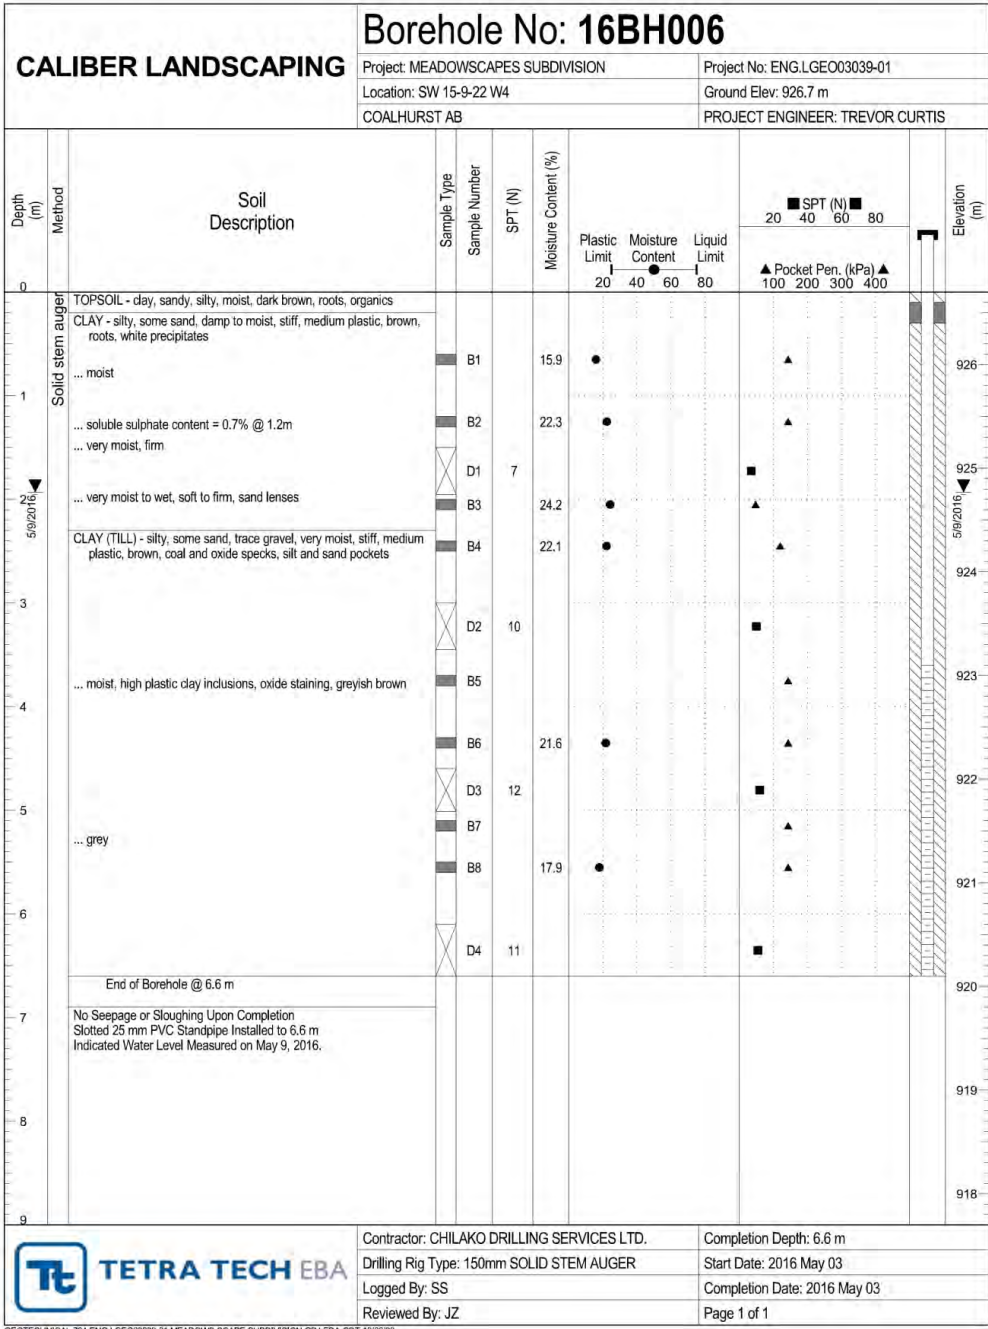 CALIBER LANDSCAPING
Borehole No: 16BH006
Project: MEADOWSCAPES SUBDIVISION
Project No: ENG.LGEO03039-01
Location: SW 15-9-22 W4
Ground Elev: 926.7 m
COALHURST AB
PROJECT ENGINEER: TREVOR CURTIS
Depth
(m)
Method
Soil
Description
Sample Type
Sample Number
SPT (N)
Moisture Content (%)
Plastic
Limit
Moisture
Content
Liquid
Limit
20 40 60 80
■ SPT (N) ■
20 40 60 80
▲ Pocket Pen. (kPa) ▲
100 200 300 400
Elevation
(m)
0
Solid stem auger
TOPSOIL - clay, sandy, silty, moist, dark brown, roots, organics
CLAY - silty, some sand, damp to moist, stiff, medium plastic, brown,
roots, white precipitates
B1 15.9
926
... moist
1
... soluble sulphate content = 0.7% @ 1.2m
B2 22.3
... very moist, firm
D1 7
925
2
5/9/2016
... very moist to wet, soft to firm, sand lenses
B3 24.2
5/9/2016
CLAY (TILL) - silty, some sand, trace gravel, very moist, stiff, medium
plastic, brown, coal and oxide specks, silt and sand pockets
B4 22.1
924
3
D2 10
... moist, high plastic clay inclusions, oxide staining, greyish brown
B5
923
4
B6 21.6
D3 12
922
5
B7
... grey
B8 17.9
921
6
D4 11
End of Borehole @ 6.6 m
920
7
No Seepage or Sloughing Upon Completion
Slotted 25 mm PVC Standpipe Installed to 6.6 m
Indicated Water Level Measured on May 9, 2016.
919
8
918
9
Tt TETRA TECH EBA
Contractor: CHILAKO DRILLING SERVICES LTD.
Completion Depth: 6.6 m
Drilling Rig Type: 150mm SOLID STEM AUGER
Start Date: 2016 May 03
Logged By: SS
Completion Date: 2016 May 03
Reviewed By: JZ
Page 1 of 1